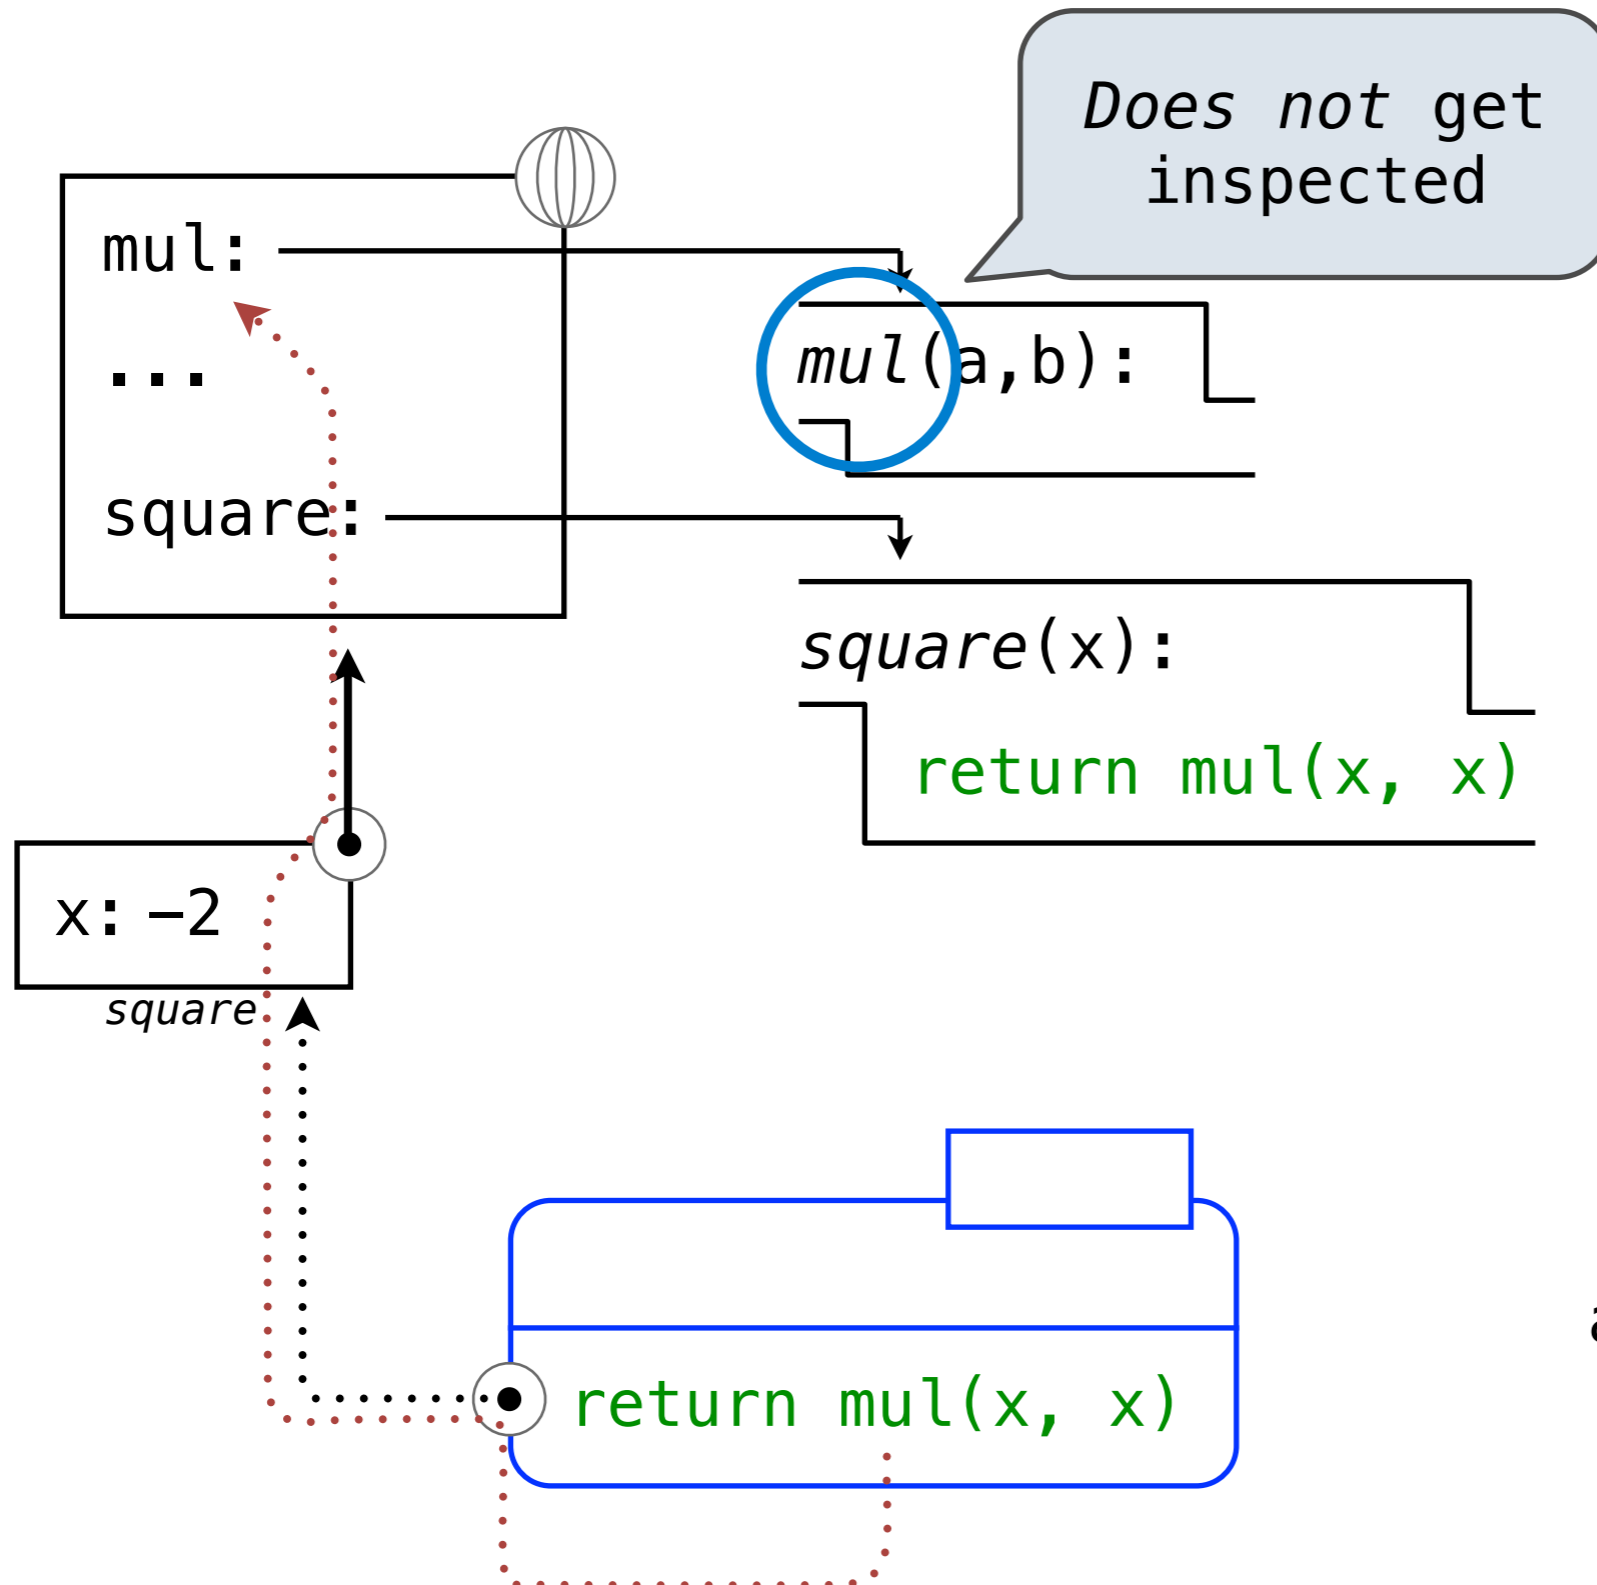 Does not get
inspected
mul:
mul(a,b):
...
square:
square(x):
return mul(x, x)
x: −2
square
return mul(x, x)
a